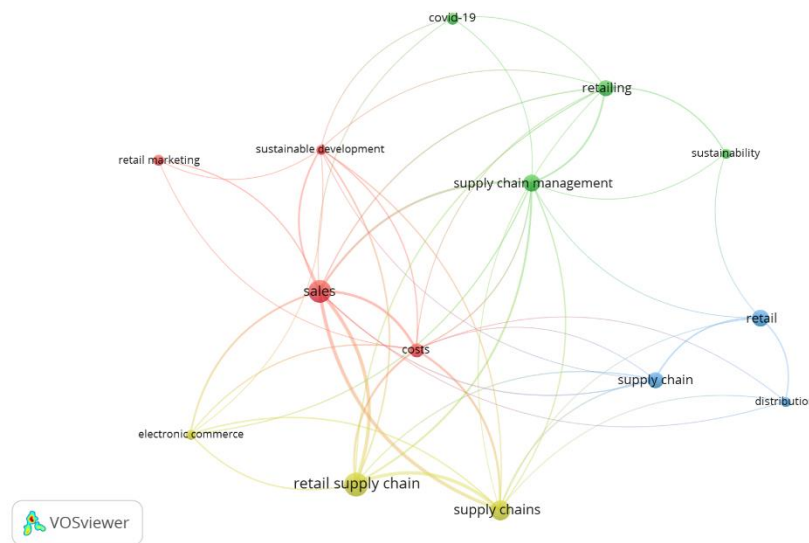 covid-19
retailing
sustainable development
retail marketing
sustainability
supply chain management
sales
retail
costs
supply chain
distributio
electronic commerce
retail supply chain
supply chains
VOSviewer